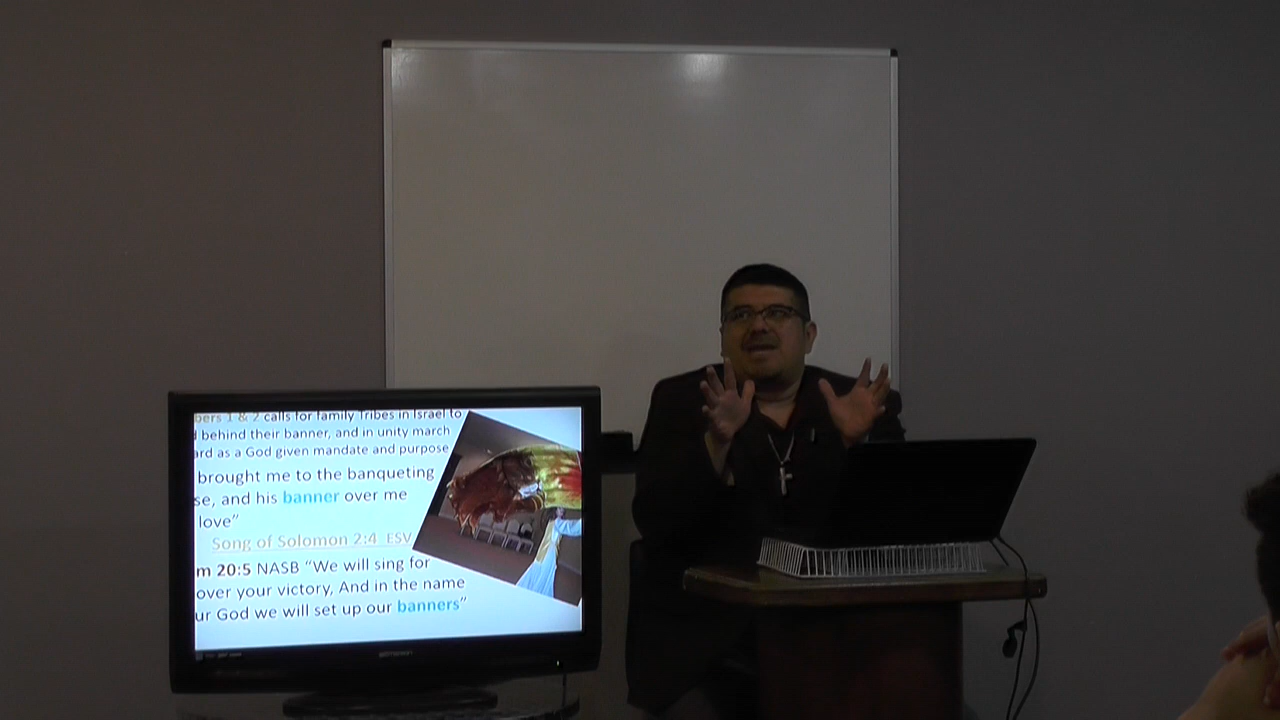 bers 1 & 2 calls for family Tribes in Israel to
behind their banner, and in unity march
ard as a God given mandate and purpose
brought me to the banqueting
se, and his banner over me
love”
Song of Solomon 2:4 ESV
m 20:5 NASB “We will sing for
over your victory, And in the name
ur God we will set up our banners”